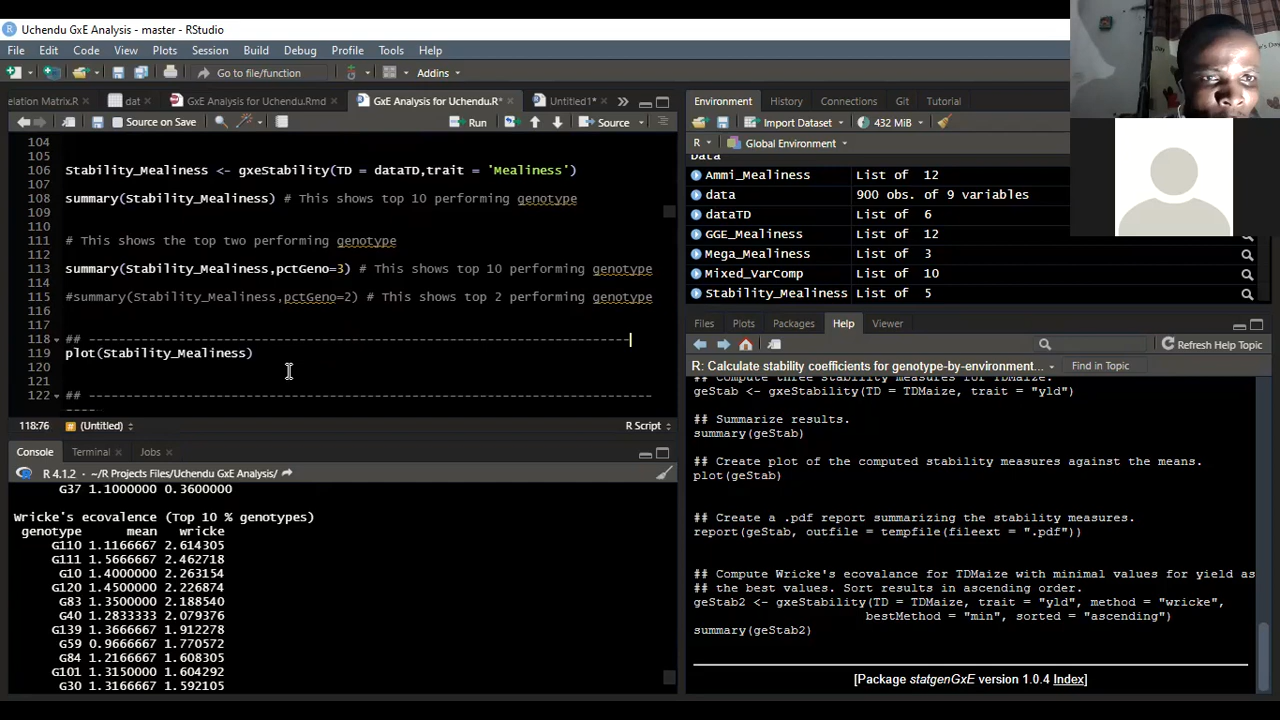 Uchendu GxE Analysis - master - RStudio
File Edit Code View Plots Session Build Debug Profile Tools Help
Go to file/function Addins
elation Matrix.R dat GxE Analysis for Uchendu.Rmd GxE Analysis for Uchendu.R* Untitled1*
Source on Save Run Source
104
105
106 Stability_Mealiness <- gxeStability(TD = dataTD,trait = 'Mealiness')
107
108 summary(Stability_Mealiness) # This shows top 10 performing genotype
109
110
111 # This shows the top two performing genotype
112
113 summary(Stability_Mealiness,pctGeno=3) # This shows top 10 performing genotype
114
115 #summary(Stability_Mealiness,pctGeno=2) # This shows top 2 performing genotype
116
117
118 ## -----------------------------------------------------------------------------
119 plot(Stability_Mealiness)
120
121
122 ## --------------------------------------------------------------------------------
----
118:76 (Untitled) R Script
Console Terminal Jobs
R 4.1.2 · ~/R Projects Files/Uchendu GxE Analysis/
G37 1.1000000 0.3600000
Wricke's ecovalence (Top 10 % genotypes)
genotype mean wricke
G110 1.1166667 2.614305
G111 1.5666667 2.462718
G10 1.4000000 2.263154
G120 1.4500000 2.226874
G83 1.3500000 2.188540
G40 1.2833333 2.079376
G139 1.3666667 1.912278
G59 0.9666667 1.770572
G84 1.2166667 1.608305
G101 1.3150000 1.604292
G30 1.3166667 1.592105
Environment History Connections Git Tutorial
Import Dataset 432 MiB
R Global Environment
Data
Ammi_Mealiness List of 12
data 900 obs. of 9 variables
dataTD List of 6
GGE_Mealiness List of 12
Mega_Mealiness List of 3
Mixed_VarComp List of 10
Stability_Mealiness List of 5
Files Plots Packages Help Viewer
Refresh Help Topic
R: Calculate stability coefficients for genotype-by-environment... Find in Topic
## Compute three stability measures for TDMaize.
geStab <- gxeStability(TD = TDMaize, trait = "yld")
## Summarize results.
summary(geStab)
## Create plot of the computed stability measures against the means.
plot(geStab)
## Create a .pdf report summarizing the stability measures.
report(geStab, outfile = tempfile(fileext = ".pdf"))
## Compute Wricke's ecovalance for TDMaize with minimal values for yield as
## the best values. Sort results in ascending order.
geStab2 <- gxeStability(TD = TDMaize, trait = "yld", method = "wricke",
bestMethod = "min", sorted = "ascending")
summary(geStab2)
[Package statgenGxE version 1.0.4 Index]